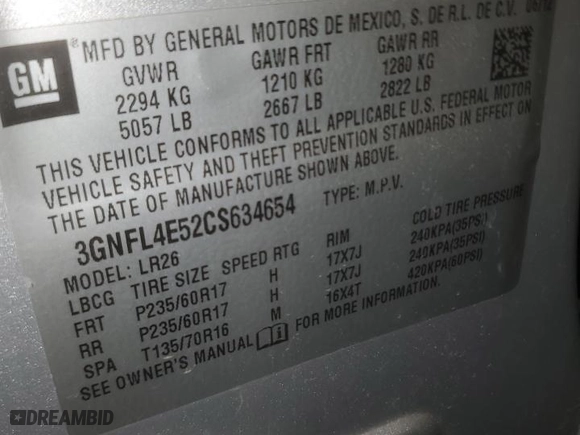 GM
MFD BY GENERAL MOTORS DE MEXICO, S. DE R.L. DE C.V. 06/12
GVWR GAWR FRT GAWR RR
2294 KG 1210 KG 1280 KG
5057 LB 2667 LB 2822 LB
THIS VEHICLE CONFORMS TO ALL APPLICABLE U.S. FEDERAL MOTOR
VEHICLE SAFETY AND THEFT PREVENTION STANDARDS IN EFFECT ON
THE DATE OF MANUFACTURE SHOWN ABOVE.
3GNFL4E52CS634654 TYPE: M.P.V.
MODEL: LR26
LBCG TIRE SIZE SPEED RTG RIM COLD TIRE PRESSURE
FRT P235/60R17 H 17X7J 240KPA(35PSI)
RR P235/60R17 H 17X7J 240KPA(35PSI)
SPA T135/70R16 M 16X4T 420KPA(60PSI)
SEE OWNER'S MANUAL FOR MORE INFORMATION.
DREAMBID